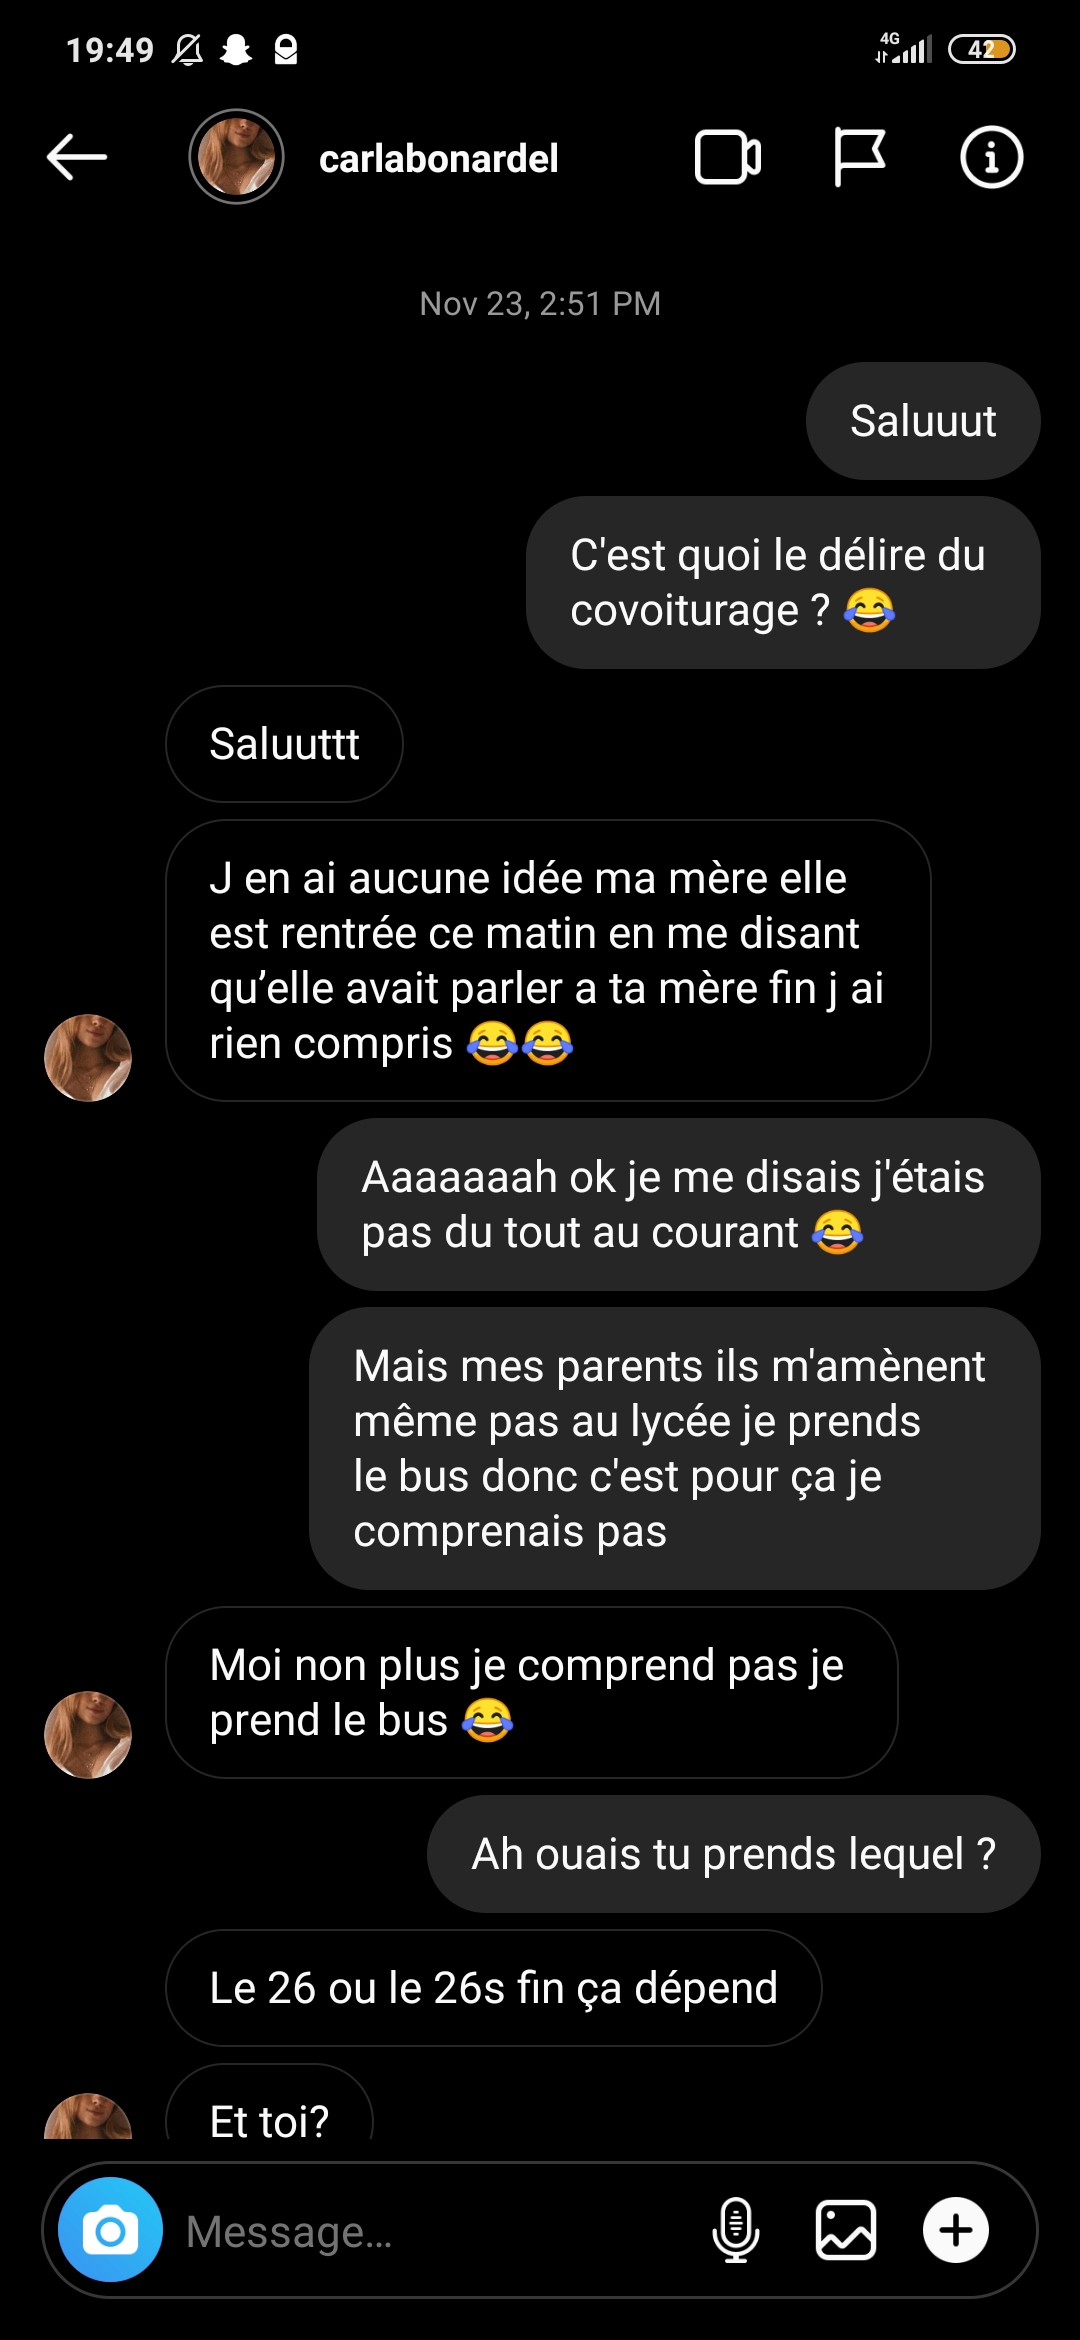 19:49
4G
42
carlabonardel
Nov 23, 2:51 PM
Saluuut
C'est quoi le délire du
covoiturage ? 😂
Saluuttt
J en ai aucune idée ma mère elle
est rentrée ce matin en me disant
qu’elle avait parler a ta mère fin j ai
rien compris 😂😂
Aaaaaaah ok je me disais j'étais
pas du tout au courant 😂
Mais mes parents ils m'amènent
même pas au lycée je prends
le bus donc c'est pour ça je
comprenais pas
Moi non plus je comprend pas je
prend le bus 😂
Ah ouais tu prends lequel ?
Le 26 ou le 26s fin ça dépend
Et toi?
Message...